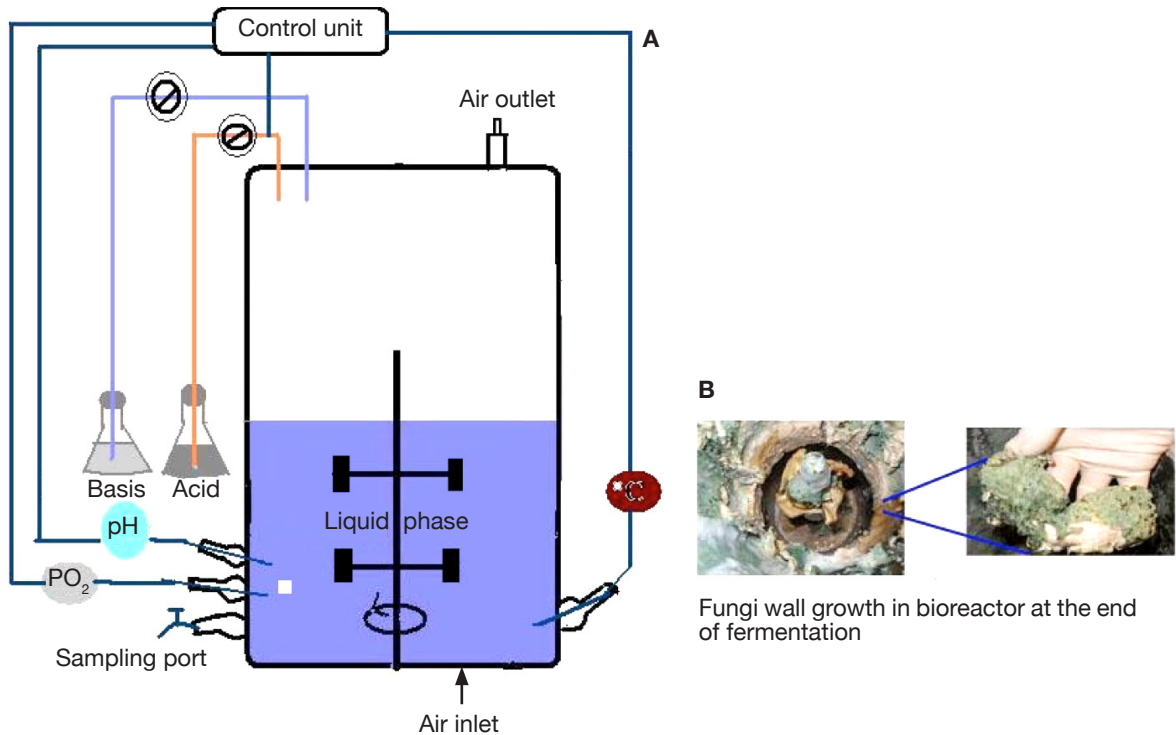 Control unit
A
Air outlet
Basis
Acid
pH
Liquid phase
C
PO₂
Sampling port
Air inlet
B
Fungi wall growth in bioreactor at the end
of fermentation